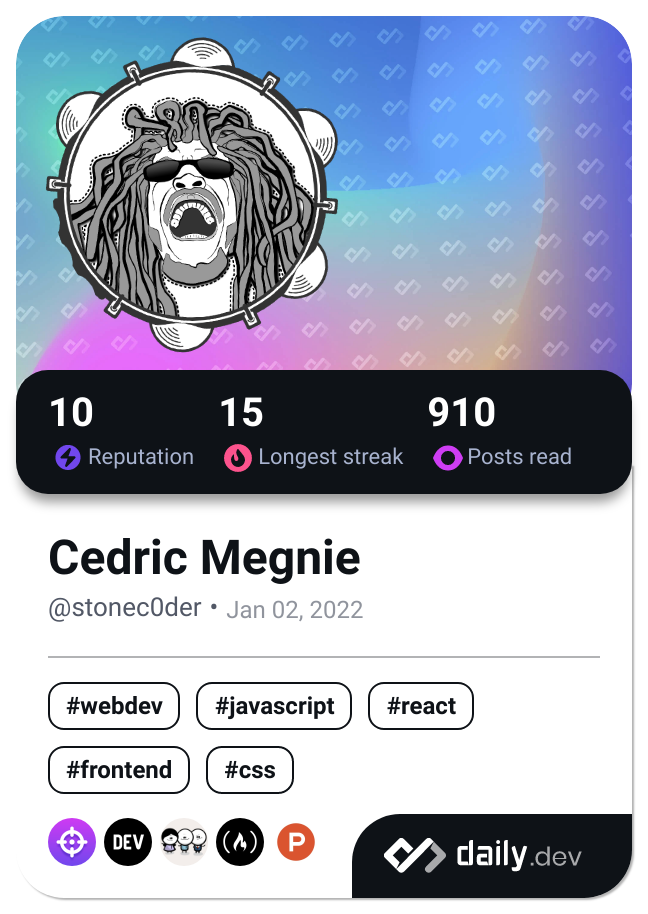 10 15 910
Reputation Longest streak Posts read
Cedric Megnie
@stonec0der • Jan 02, 2022
#webdev #javascript #react
#frontend #css
DEV P daily.dev